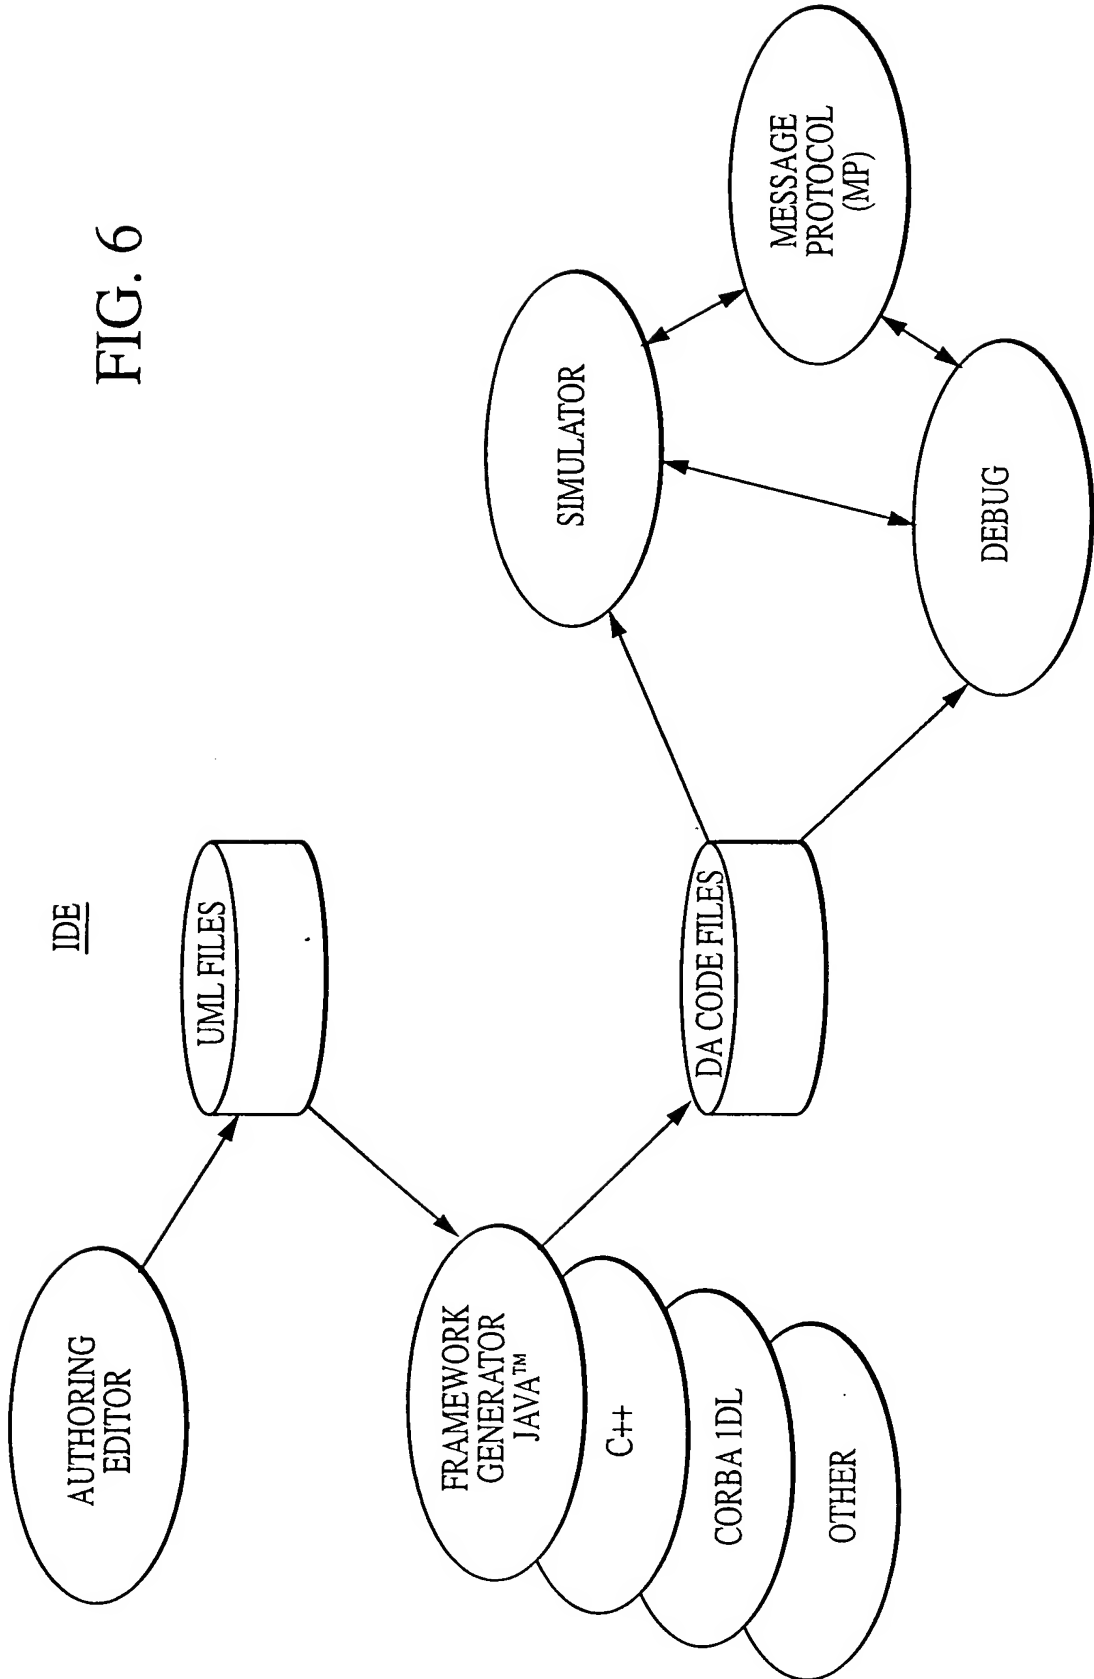 FIG. 6
IDE
AUTHORING
EDITOR
UML FILES
FRAMEWORK
GENERATOR
JAVA™
C++
CORBA 1DL
OTHER
DA CODE FILES
SIMULATOR
DEBUG
MESSAGE
PROTOCOL
(MP)